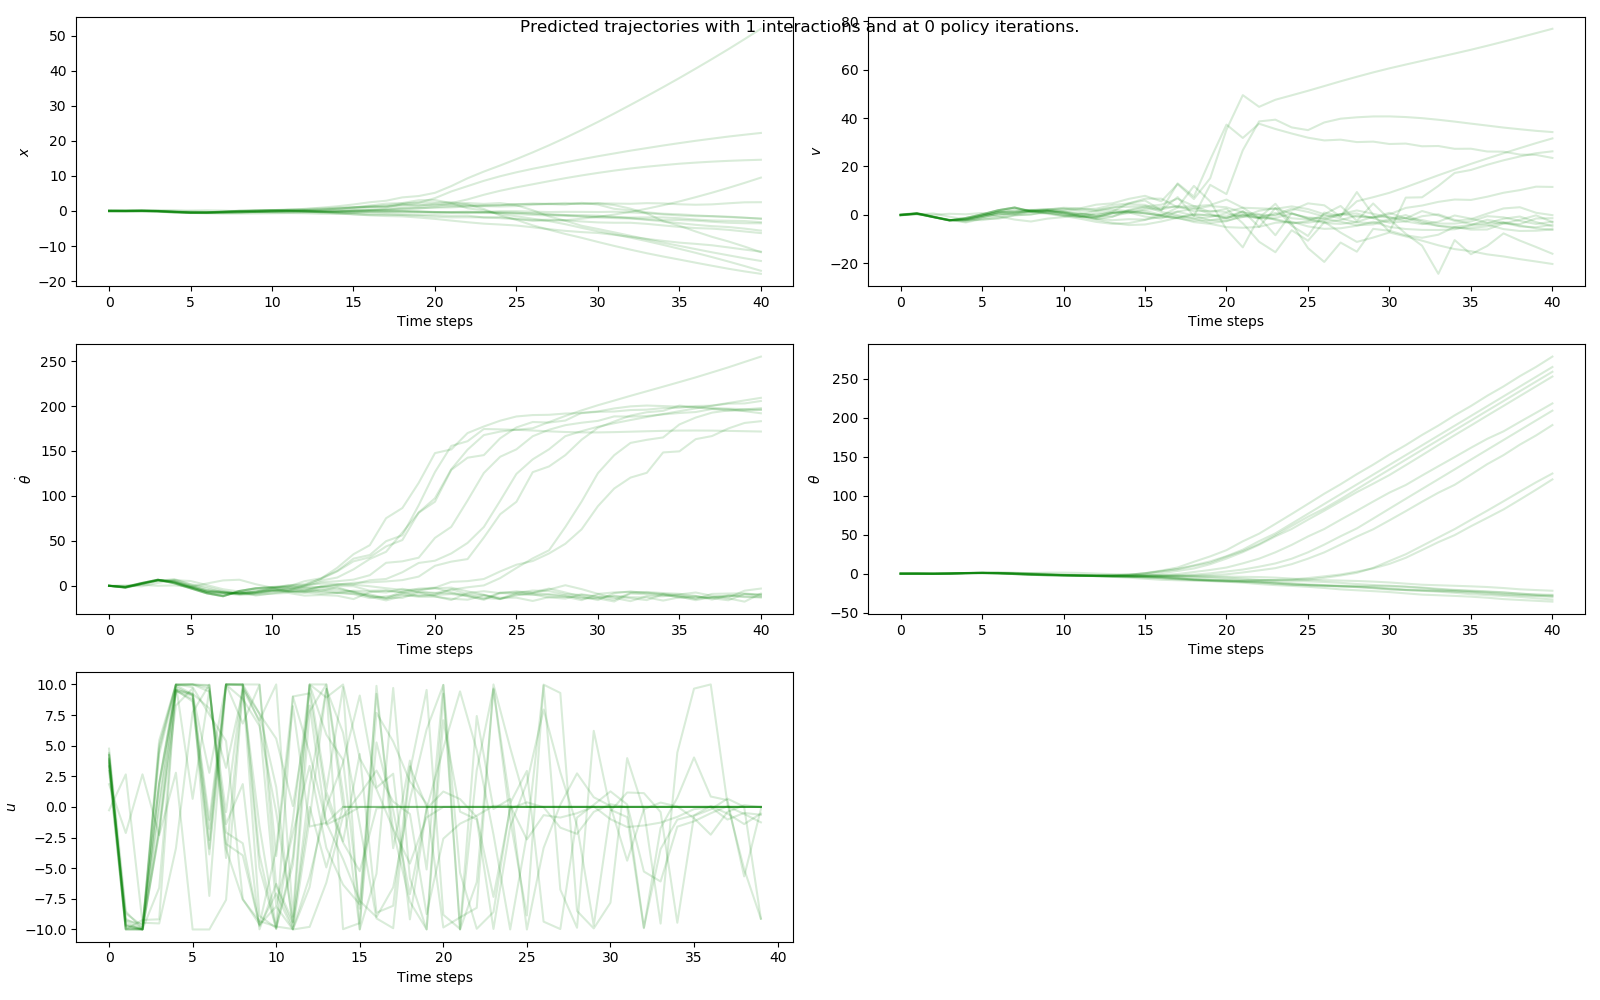 Predicted trajectories with 1 interactions and at 0 policy iterations.
50
40
30
20
10
0
−10
−20
x
0 5 10 15 20 25 30 35 40
Time steps
80
60
40
20
0
−20
v
0 5 10 15 20 25 30 35 40
Time steps
250
200
150
100
50
0
θ̇
0 5 10 15 20 25 30 35 40
Time steps
250
200
150
100
50
0
−50
θ
0 5 10 15 20 25 30 35 40
Time steps
10.0
7.5
5.0
2.5
0.0
−2.5
−5.0
−7.5
−10.0
u
0 5 10 15 20 25 30 35 40
Time steps